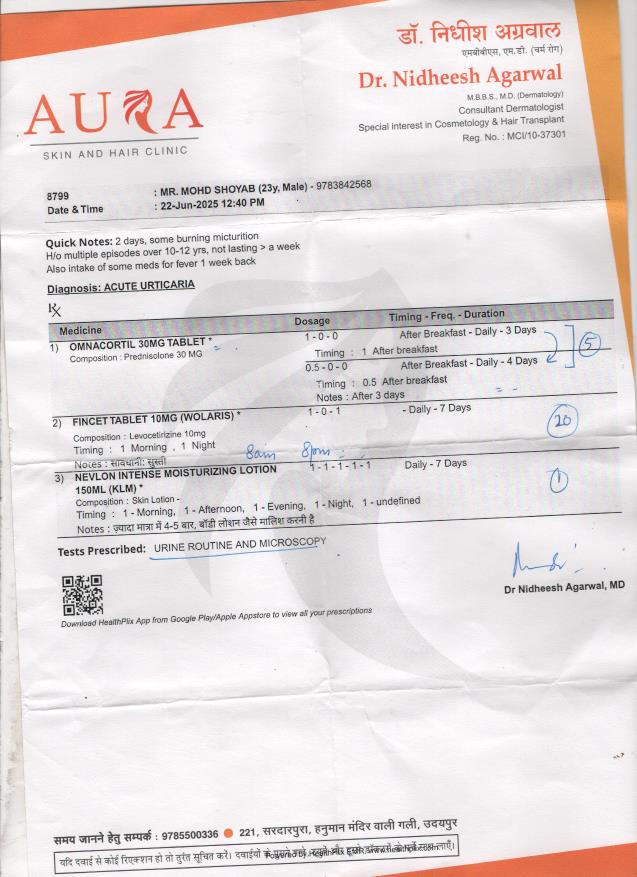 डॉ. निधीश अग्रवाल
एमबीबीएस, एम.डी. (चर्म रोग)
Dr. Nidheesh Agarwal
M.B.B.S., M.D. (Dermatology)
Consultant Dermatologist
Special interest in Cosmetology & Hair Transplant
Reg. No. : MCI/10-37301
AURA
SKIN AND HAIR CLINIC
8799 : MR. MOHD SHOYAB (23y, Male) - 9783842568
Date & Time : 22-Jun-2025 12:40 PM
Quick Notes: 2 days, some burning micturition
H/o multiple episodes over 10-12 yrs, not lasting > a week
Also intake of some meds for fever 1 week back
Diagnosis: ACUTE URTICARIA
Rx
Medicine Dosage Timing - Freq. - Duration
1) OMNACORTIL 30MG TABLET * 1 - 0 - 0 After Breakfast - Daily - 3 Days
Composition : Prednisolone 30 MG Timing : 1 After breakfast
0.5 - 0 - 0 After Breakfast - Daily - 4 Days
5
Timing : 0.5 After breakfast
Notes : After 3 days
2) FINCET TABLET 10MG (WOLARIS) * 1 - 0 - 1 - Daily - 7 Days
20
Composition : Levocetirizine 10mg
Timing : 1 Morning , 1 Night
8am 8pm
Notes : सावधानी: सुस्ती
3) NEVLON INTENSE MOISTURIZING LOTION 1 - 1 - 1 - 1 - 1 Daily - 7 Days
150ML (KLM) *
1
Composition : Skin Lotion -
Timing : 1 - Morning, 1 - Afternoon, 1 - Evening, 1 - Night, 1 - undefined
Notes : ज़्यादा मात्रा में 4-5 बार, बॉडी लोशन जैसे मालिश करनी है
Tests Prescribed: URINE ROUTINE AND MICROSCOPY
Dr Nidheesh Agarwal, MD
Download HealthPlix App from Google Play/Apple Appstore to view all your prescriptions
समय जानने हेतु सम्पर्क : 9785500336 221, सरदारपुरा, हनुमान मंदिर वाली गली, उदयपुर
यदि दवाई से कोई रिएक्शन हो तो तुरंत सूचित करें। दवाईयों
Powered by HealthPlix EMR. www.healthplix.com